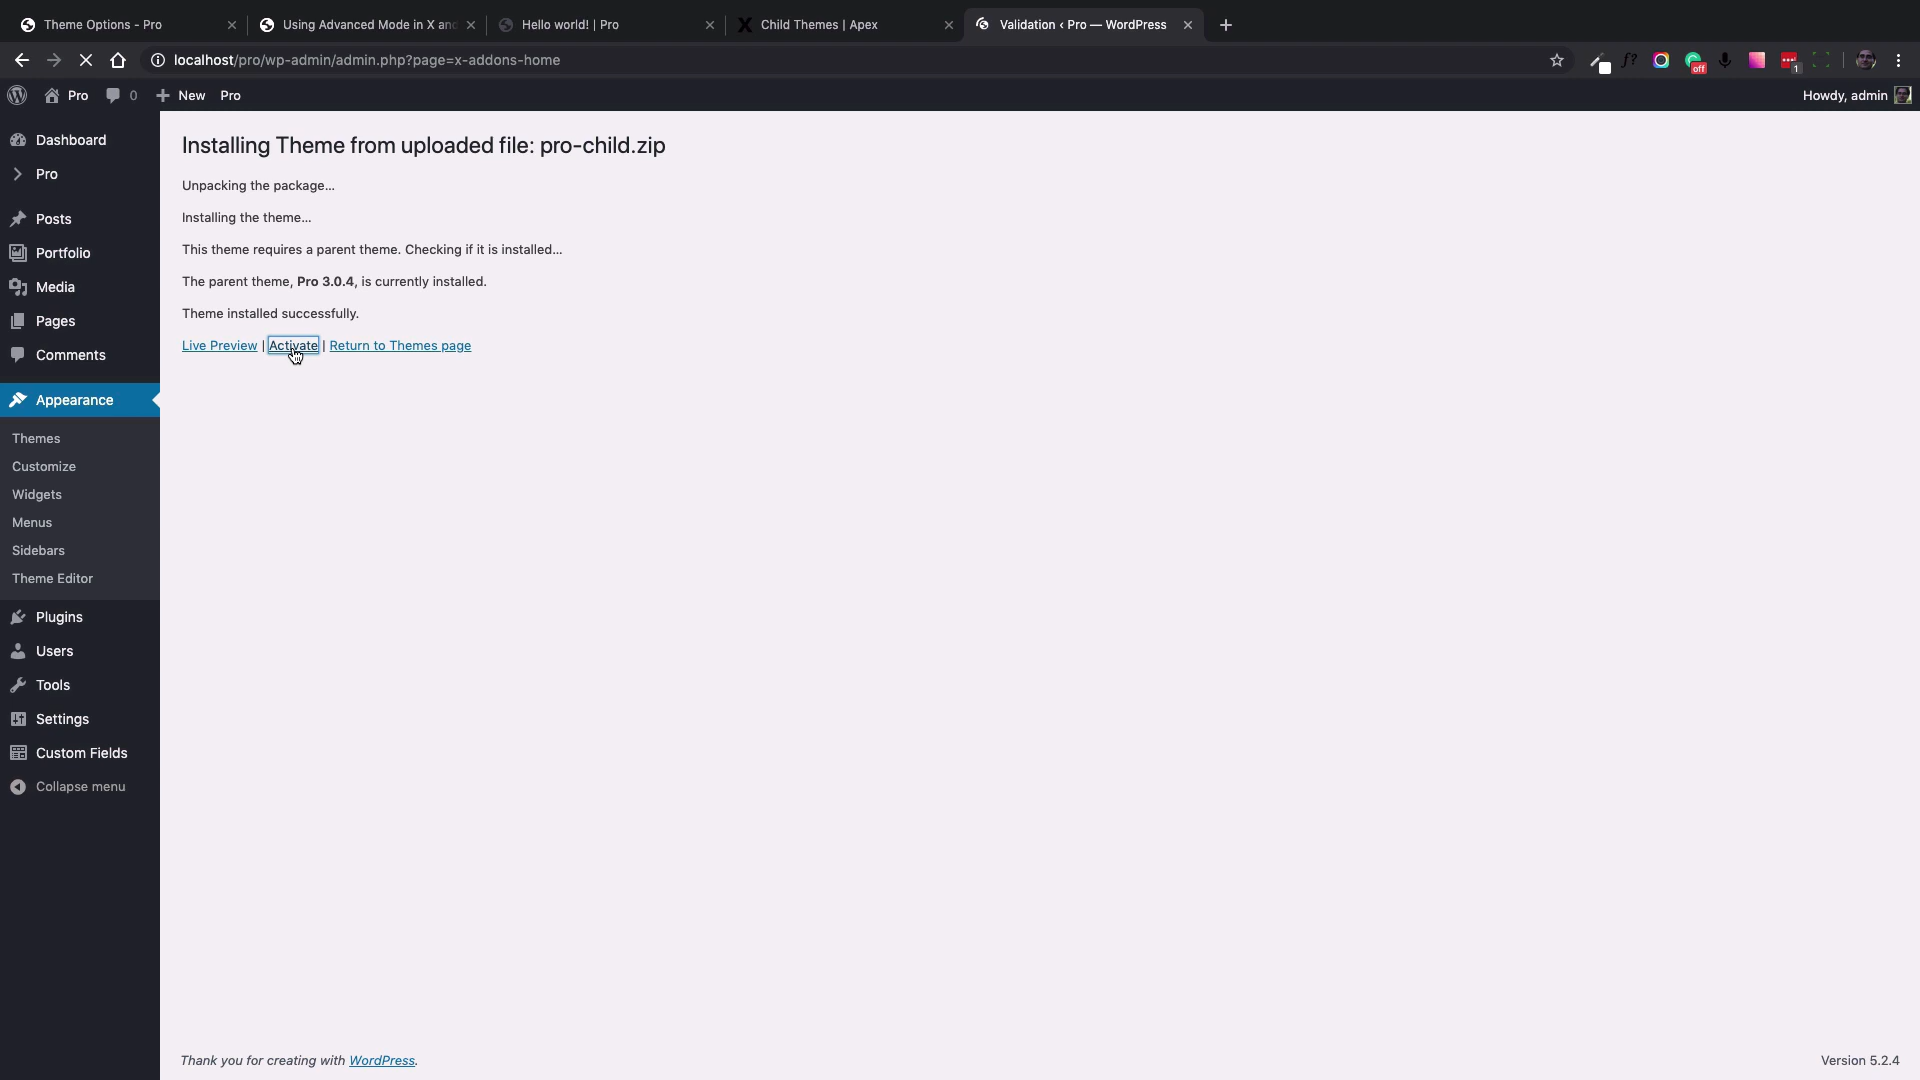 Theme Options - Pro
Using Advanced Mode in X and
Hello world! | Pro
Child Themes | Apex
Validation ‹ Pro — WordPress
localhost/pro/wp-admin/admin.php?page=x-addons-home
f?
off
1
Pro
0
New
Pro
Howdy, admin
Dashboard
Pro
Posts
Portfolio
Media
Pages
Comments
Appearance
Themes
Customize
Widgets
Menus
Sidebars
Theme Editor
Plugins
Users
Tools
Settings
Custom Fields
Collapse menu
Installing Theme from uploaded file: pro-child.zip
Unpacking the package...
Installing the theme...
This theme requires a parent theme. Checking if it is installed...
The parent theme, Pro 3.0.4, is currently installed.
Theme installed successfully.
Live Preview | Activate | Return to Themes page
Thank you for creating with WordPress.
Version 5.2.4